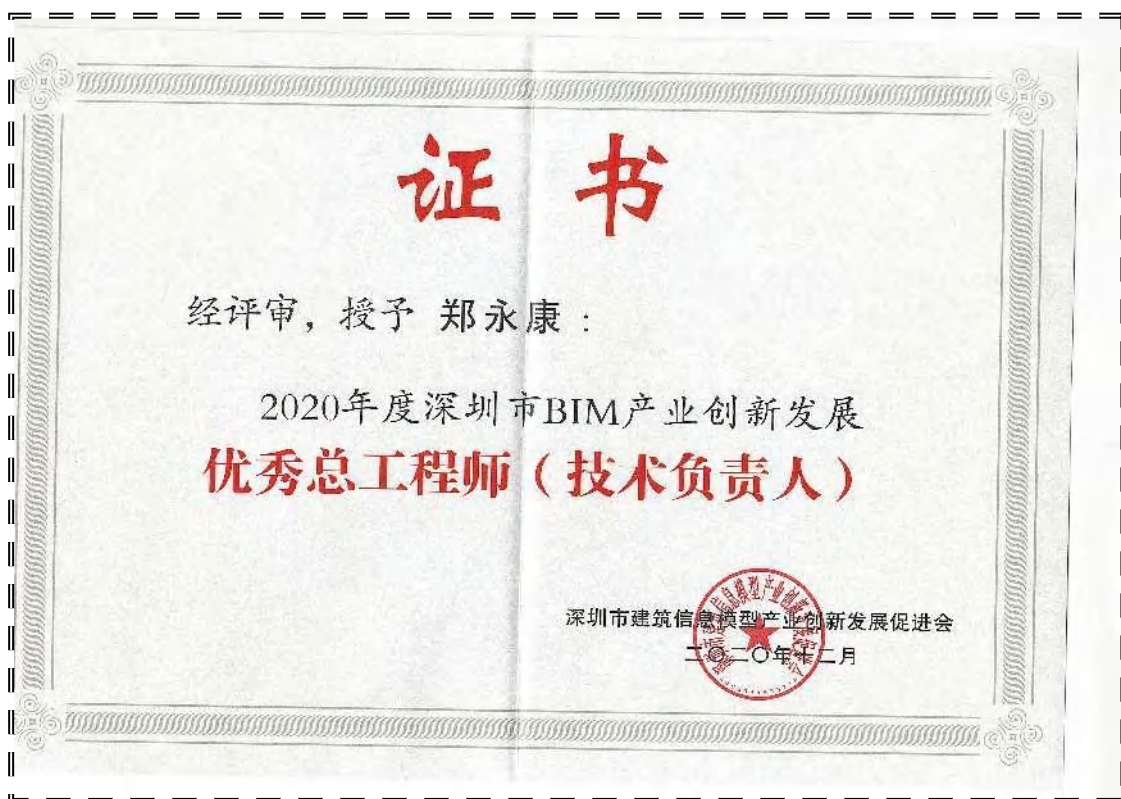 证 书
经评审，授予 郑永康：
2020年度深圳市BIM产业创新发展
优秀总工程师（技术负责人）
深圳市建筑信息模型产业创新发展促进会
二〇二〇年十二月